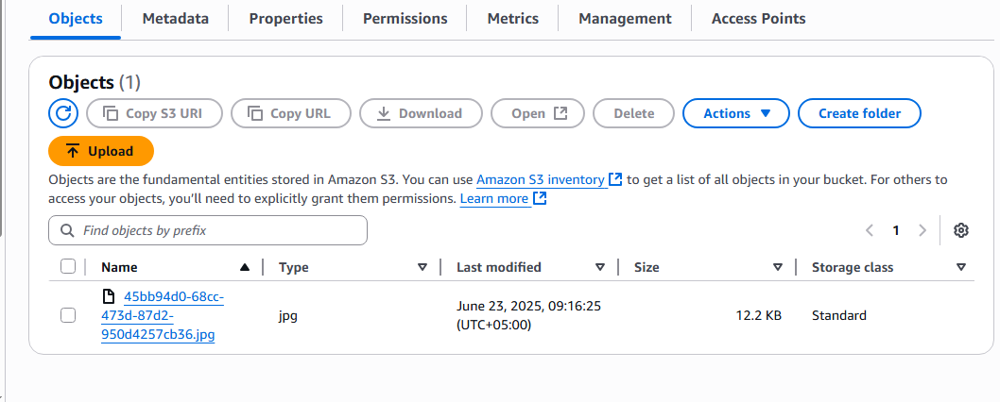 Objects Metadata Properties Permissions Metrics Management Access Points
Objects (1)
Copy S3 URI Copy URL Download Open Delete Actions Create folder
Upload
Objects are the fundamental entities stored in Amazon S3. You can use Amazon S3 inventory to get a list of all objects in your bucket. For others to
access your objects, you’ll need to explicitly grant them permissions. Learn more
Find objects by prefix 1
Name Type Last modified Size Storage class
45bb94d0-68cc-
473d-87d2-
950d4257cb36.jpg
jpg
June 23, 2025, 09:16:25
(UTC+05:00)
12.2 KB
Standard